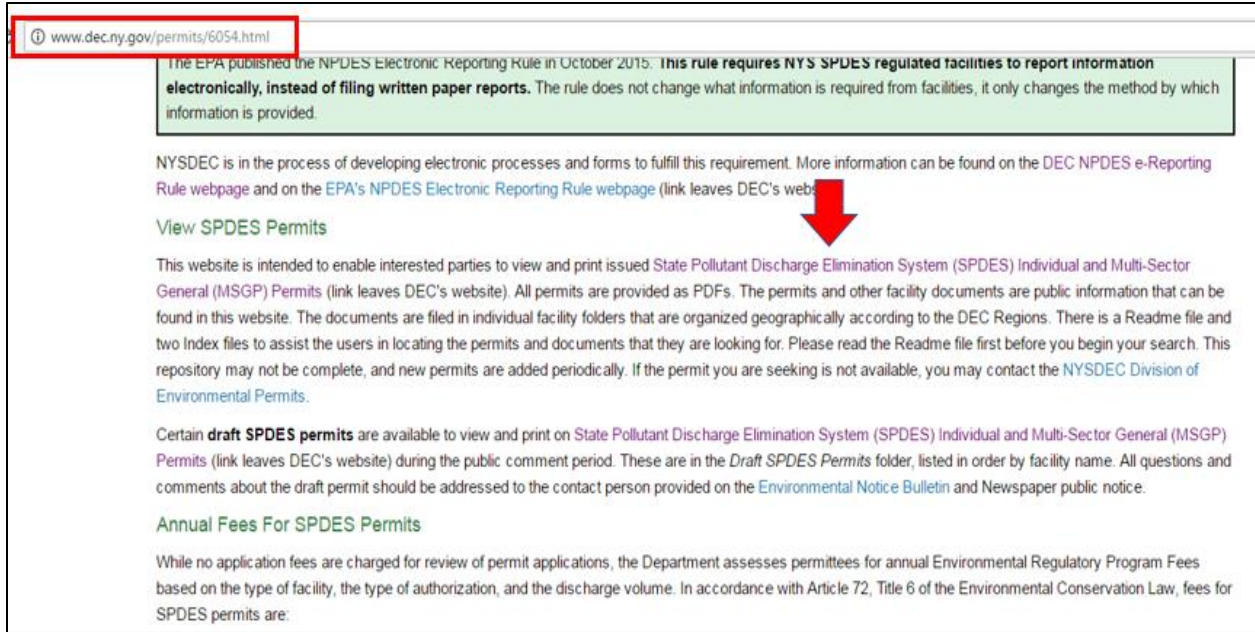 www.dec.ny.gov/permits/6054.html
The EPA published the NPDES Electronic Reporting Rule in October 2015. This rule requires NYS SPDES regulated facilities to report information
electronically, instead of filing written paper reports. The rule does not change what information is required from facilities, it only changes the method by which
information is provided.
NYSDEC is in the process of developing electronic processes and forms to fulfill this requirement. More information can be found on the DEC NPDES e-Reporting
Rule webpage and on the EPA's NPDES Electronic Reporting Rule webpage (link leaves DEC's
View SPDES Permits
This website is intended to enable interested parties to view and print issued State Pollutant Discharge Elimination System (SPDES) Individual and Multi-Sector
General (MSGP) Permits (link leaves DEC's website). All permits are provided as PDFs. The permits and other facility documents are public information that can be
found in this website. The documents are filed in individual facility folders that are organized geographically according to the DEC Regions. There is a Readme file and
two Index files to assist the users in locating the permits and documents that they are looking for. Please read the Readme file first before you begin your search. This
repository may not be complete, and new permits are added periodically. If the permit you are seeking is not available, you may contact the NYSDEC Division of
Environmental Permits.
Certain draft SPDES permits are available to view and print on State Pollutant Discharge Elimination System (SPDES) Individual and Multi-Sector General (MSGP)
Permits (link leaves DEC's website) during the public comment period. These are in the Draft SPDES Permits folder, listed in order by facility name. All questions and
comments about the draft permit should be addressed to the contact person provided on the Environmental Notice Bulletin and Newspaper public notice.
Annual Fees For SPDES Permits
While no application fees are charged for review of permit applications, the Department assesses permittees for annual Environmental Regulatory Program Fees
based on the type of facility, the type of authorization, and the discharge volume. In accordance with Article 72, Title 6 of the Environmental Conservation Law, fees for
SPDES permits are: